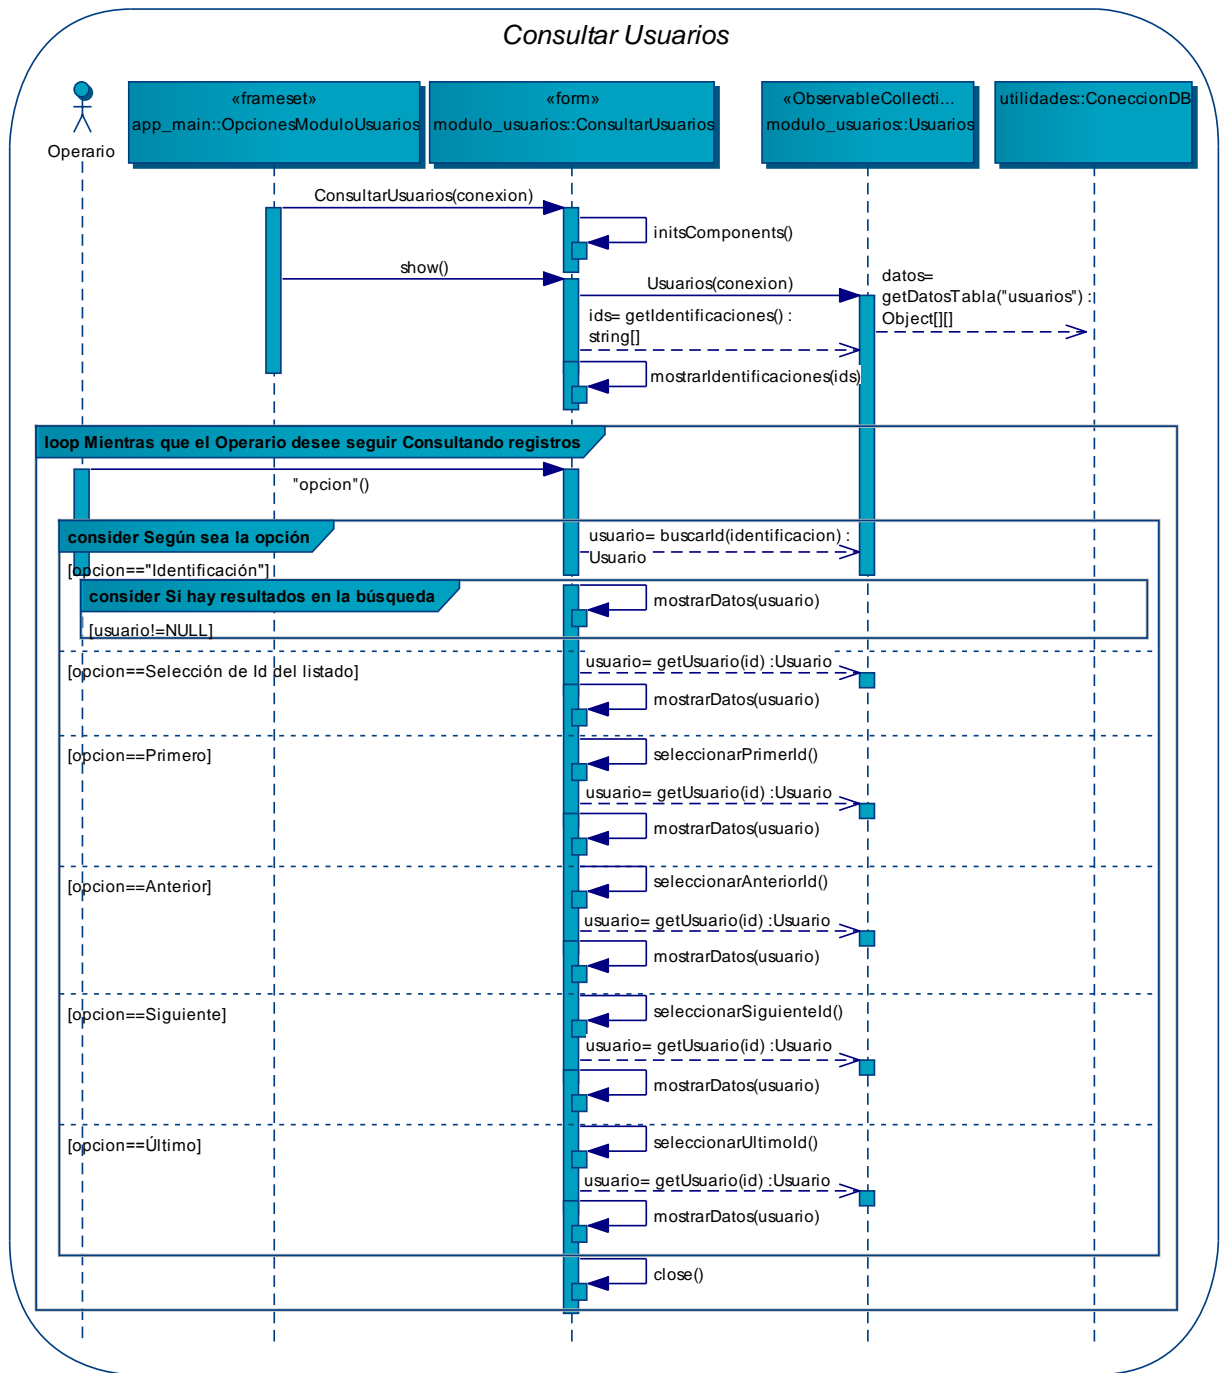 Consultar Usuarios
Operario
«frameset»
app_main::OpcionesModuloUsuarios
«form»
modulo_usuarios::ConsultarUsuarios
«ObservableCollecti...
modulo_usuarios::Usuarios
utilidades::ConeccionDB
ConsultarUsuarios(conexion)
initsComponents()
show()
Usuarios(conexion)
datos=
getDatosTabla("usuarios") :
Object[][]
ids= getIdentificaciones() :
string[]
mostrarIdentificaciones(ids)
loop Mientras que el Operario desee seguir Consultando registros
"opcion"()
consider Según sea la opción
usuario= buscarId(identificacion) :
Usuario
[opcion=="Identificación"]
consider Si hay resultados en la búsqueda
mostrarDatos(usuario)
[usuario!=NULL]
usuario= getUsuario(id) :Usuario
[opcion==Selección de Id del listado]
mostrarDatos(usuario)
[opcion==Primero]
seleccionarPrimerId()
usuario= getUsuario(id) :Usuario
mostrarDatos(usuario)
[opcion==Anterior]
seleccionarAnteriorId()
usuario= getUsuario(id) :Usuario
mostrarDatos(usuario)
[opcion==Siguiente]
seleccionarSiguienteId()
usuario= getUsuario(id) :Usuario
mostrarDatos(usuario)
[opcion==Último]
seleccionarUltimoId()
usuario= getUsuario(id) :Usuario
mostrarDatos(usuario)
close()